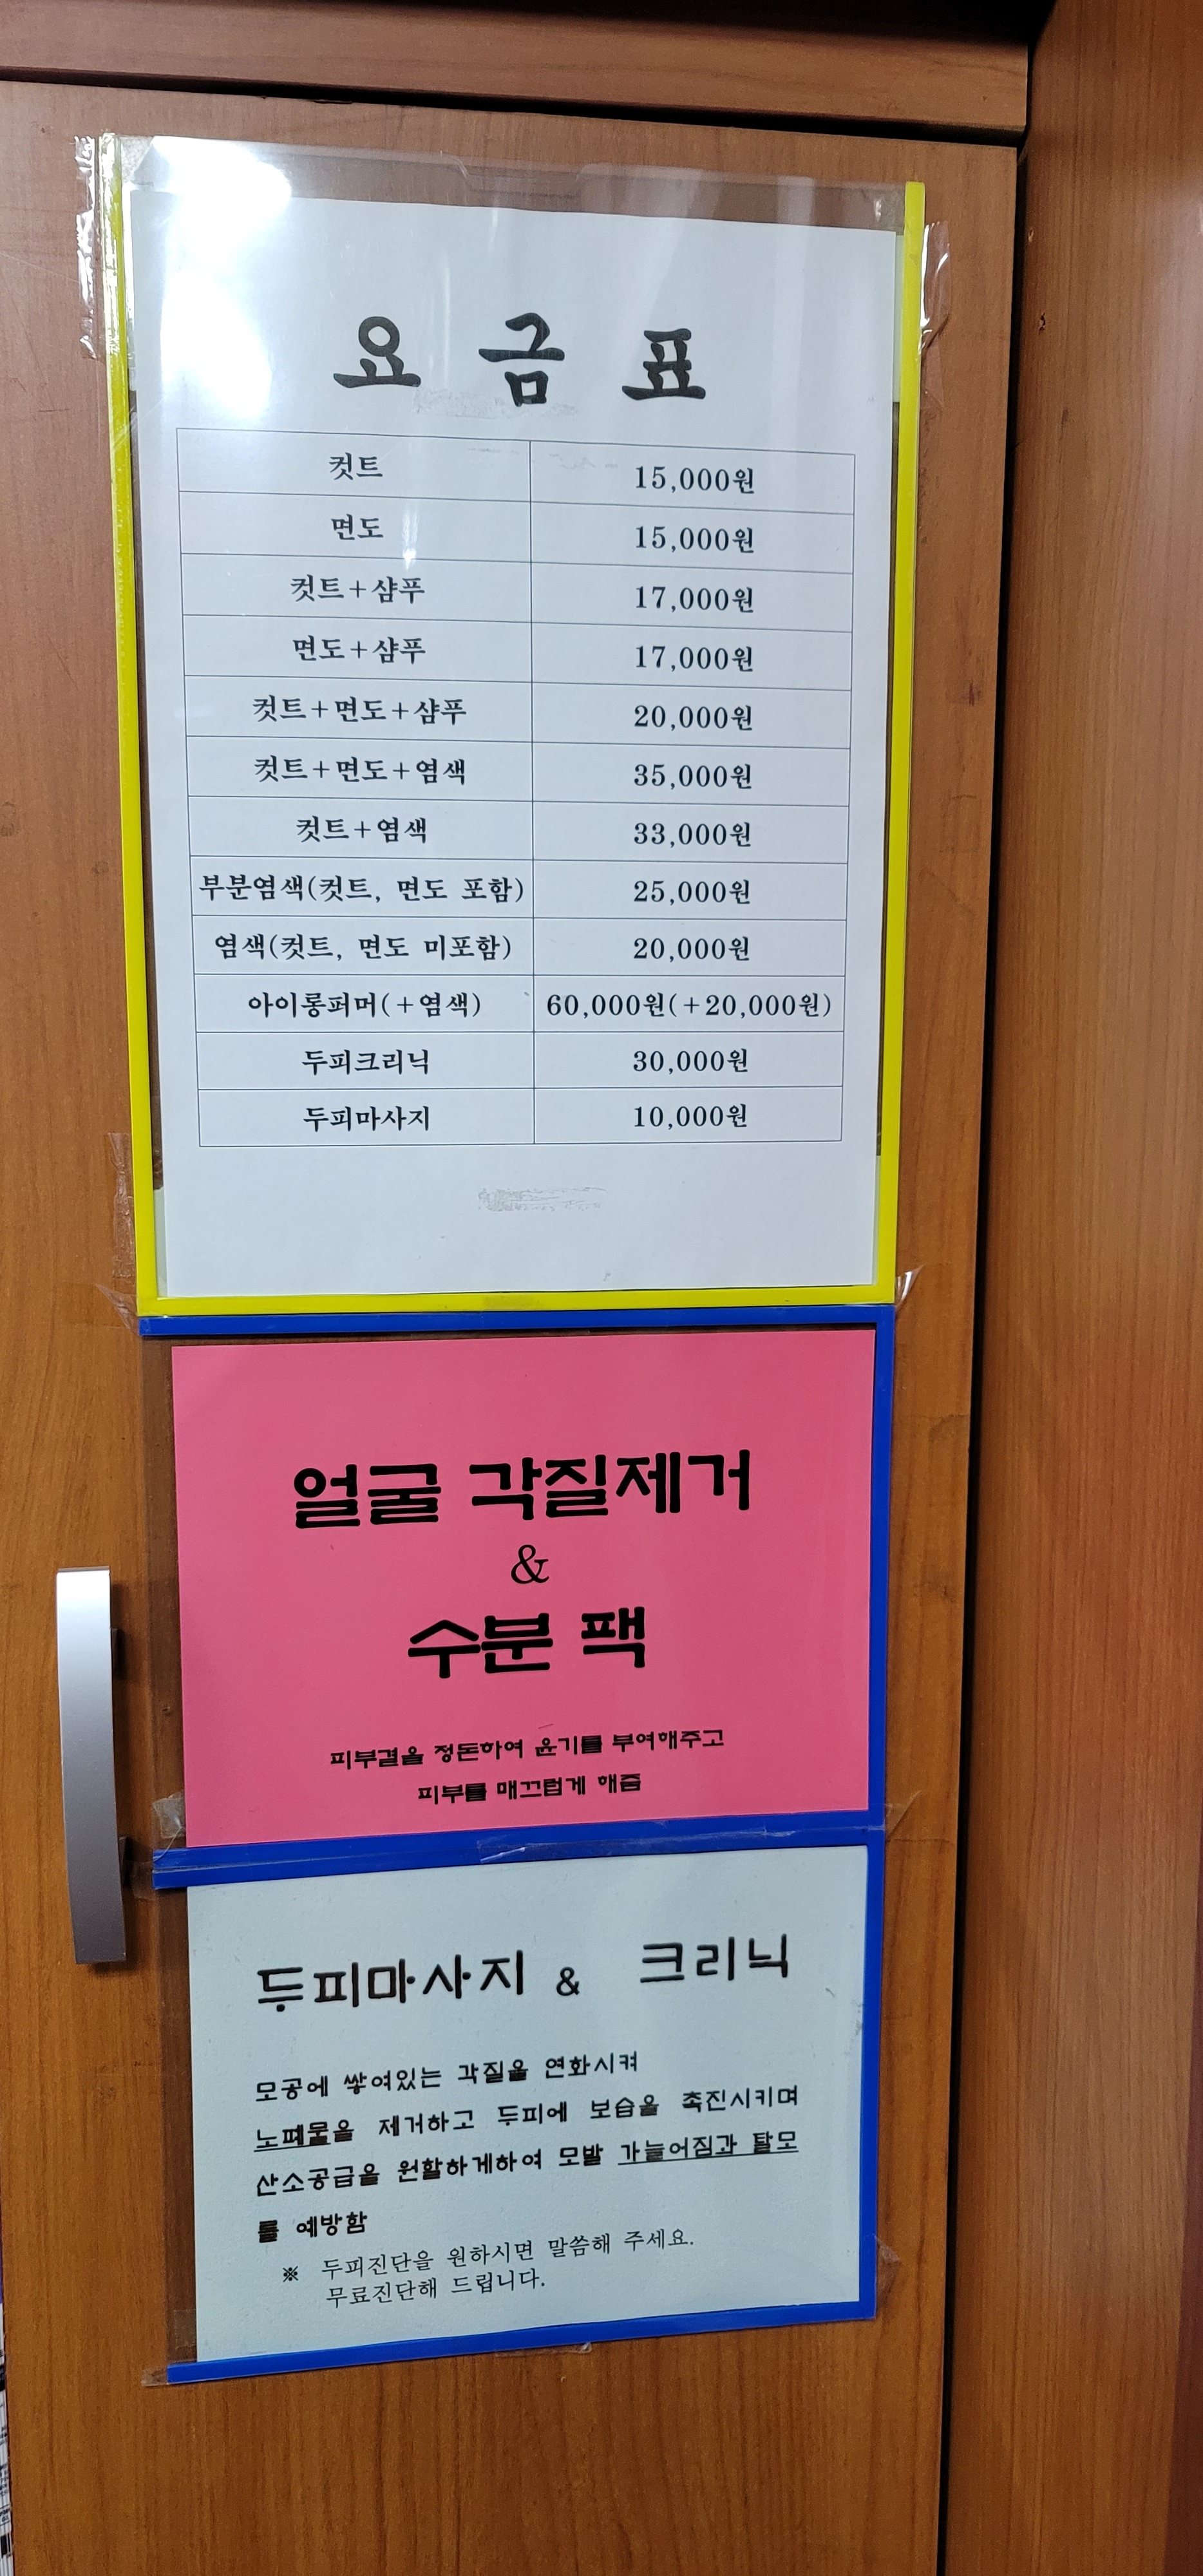 요 금 표
컷트 15,000원
면도 15,000원
컷트+샴푸 17,000원
면도+샴푸 17,000원
컷트+면도+샴푸 20,000원
컷트+면도+염색 35,000원
컷트+염색 33,000원
부분염색(컷트, 면도 포함) 25,000원
염색(컷트, 면도 미포함) 20,000원
아이롱퍼머(+염색) 60,000원(+20,000원)
두피크리닉 30,000원
두피마사지 10,000원
얼굴 각질제거
&
수분 팩
피부결을 정돈하여 윤기를 부여해주고
피부를 매끄럽게 해줌
두피마사지 & 크리닉
모공에 쌓여있는 각질을 연화시켜
노폐물을 제거하고 두피에 보습을 촉진시키며
산소공급을 원활하게하여 모발 가늘어짐과 탈모
를 예방함
※ 두피진단을 원하시면 말씀해 주세요.
무료진단해 드립니다.